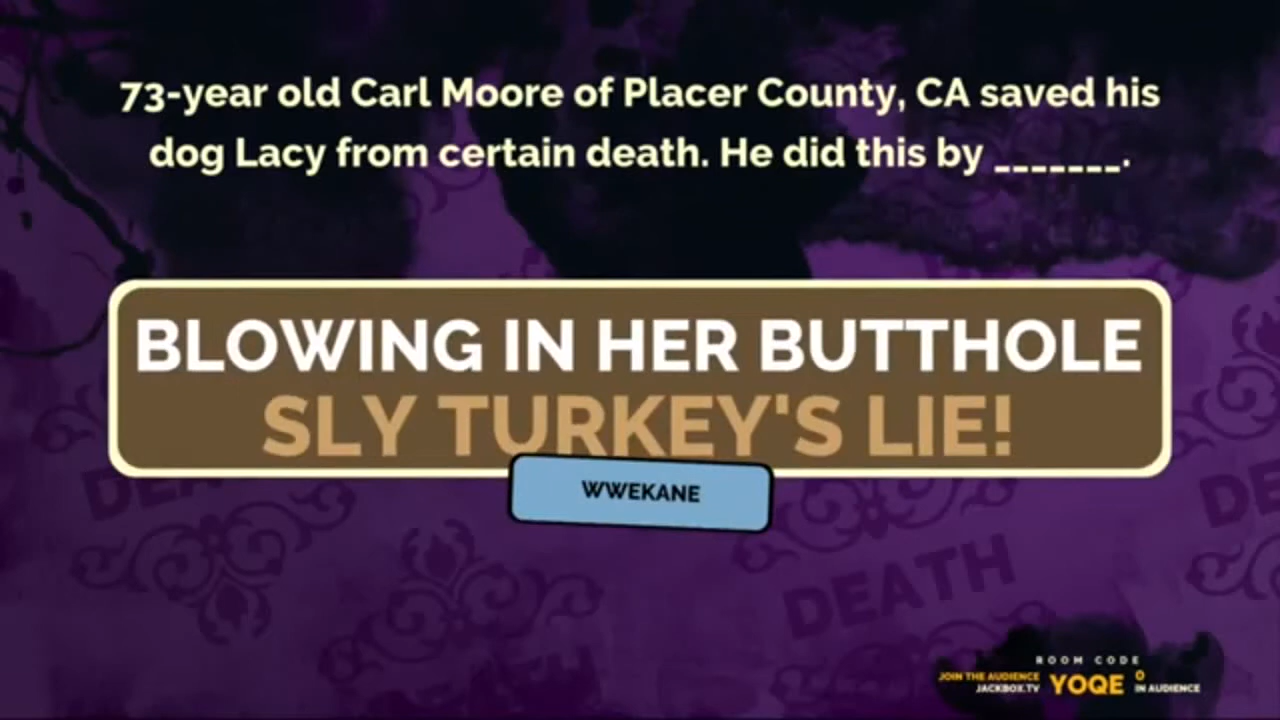 73-year old Carl Moore of Placer County, CA saved his
dog Lacy from certain death. He did this by _______.
BLOWING IN HER BUTTHOLE
SLY TURKEY'S LIE!
WWEKANE
DEATH
DEATH
ROOM CODE
JOIN THE AUDIENCE
JACKBOX.TV
YOQE
0
IN AUDIENCE